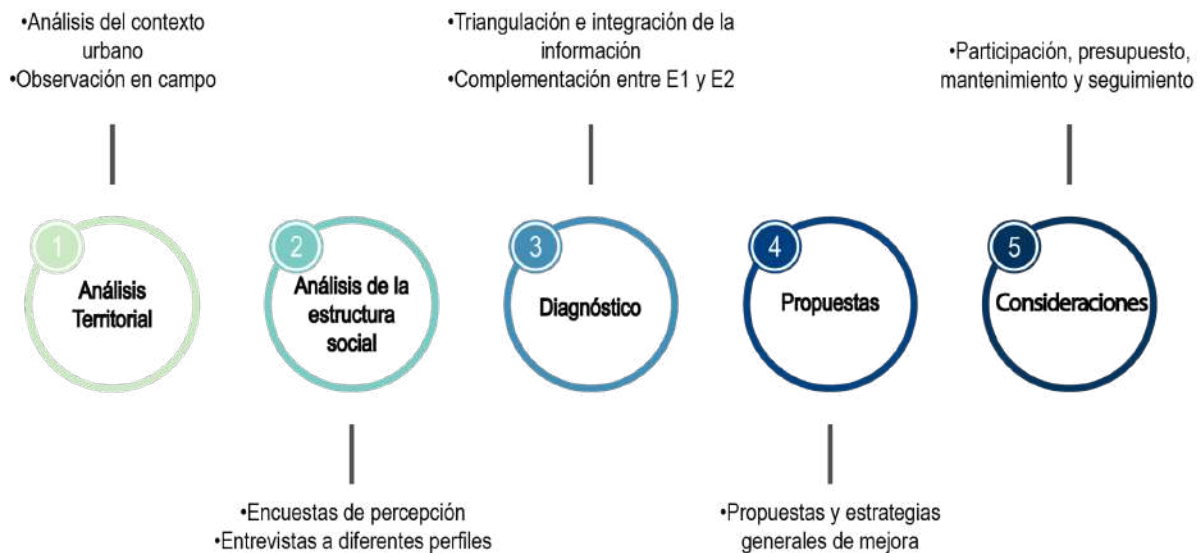 •Análisis del contexto
urbano
•Observación en campo
1
Análisis
Territorial
2
Análisis de la
estructura
social
•Encuestas de percepción
•Entrevistas a diferentes perfiles
•Triangulación e integración de la
información
•Complementación entre E1 y E2
3
Diagnóstico
4
Propuestas
•Propuestas y estrategias
generales de mejora
•Participación, presupuesto,
mantenimiento y seguimiento
5
Consideraciones